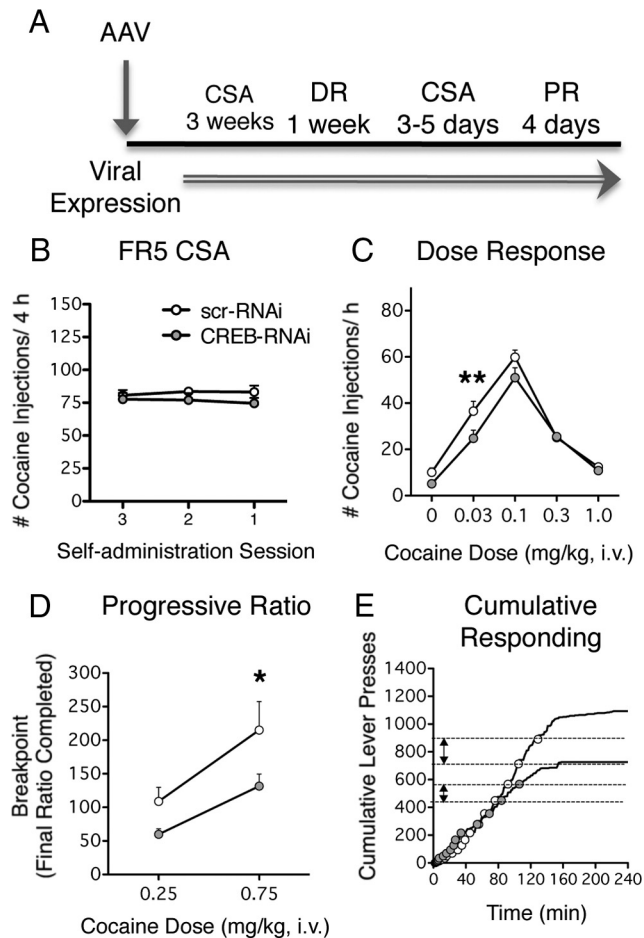 A
AAV
CSA
3 weeks
DR
1 week
CSA
3-5 days
PR
4 days
Viral
Expression
B
FR5 CSA
# Cocaine Injections/ 4 h
150
125
100
75
50
25
0
scr-RNAi
CREB-RNAi
3
2
1
Self-administration Session
C
Dose Response
# Cocaine Injections/ h
80
60
40
20
0
**
0
0.03
0.1
0.3
1.0
Cocaine Dose (mg/kg, i.v.)
D
Progressive Ratio
Breakpoint
(Final Ratio Completed)
300
250
200
150
100
50
0
*
0.25
0.75
Cocaine Dose (mg/kg, i.v.)
E
Cumulative
Responding
Cumulative Lever Presses
1400
1200
1000
800
600
400
200
0
0
40
80
120
160
200
240
Time (min)